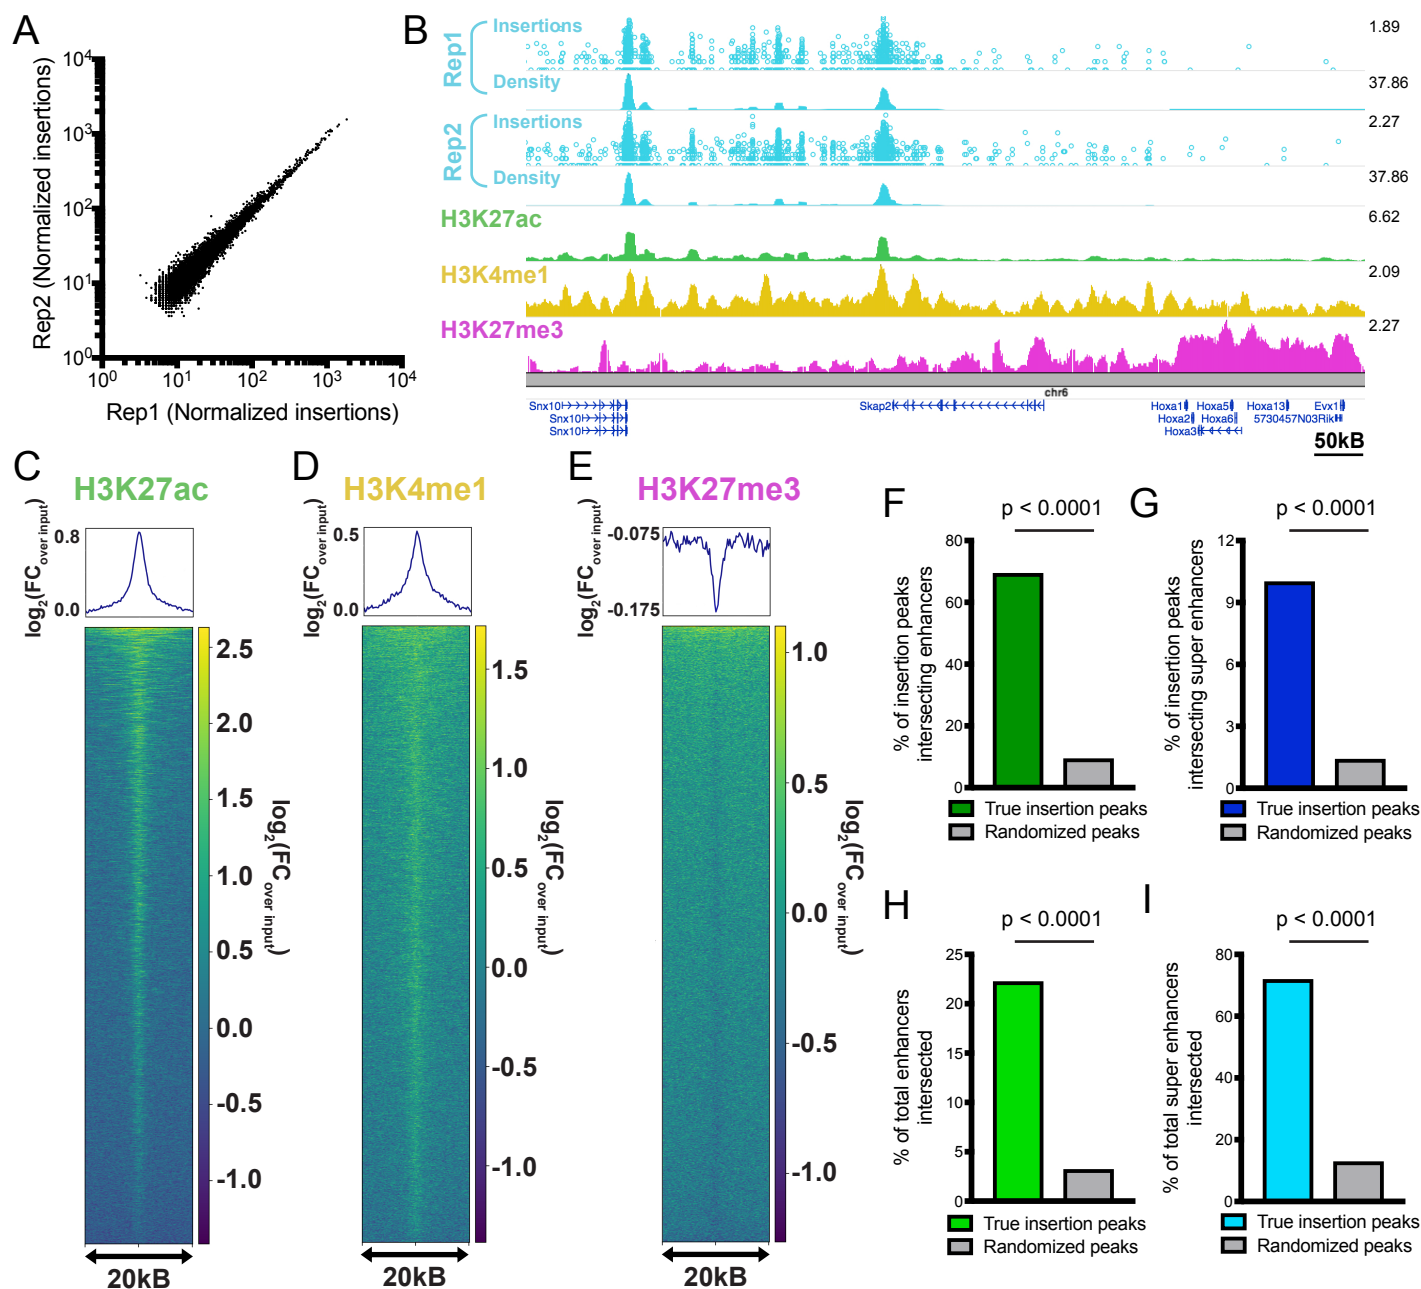 A
Rep2 (Normalized insertions)
10⁴
10³
10²
10¹
10⁰
10⁰ 10¹ 10² 10³ 10⁴
Rep1 (Normalized insertions)
B
Rep1
Insertions
1.89
Density
37.86
Rep2
Insertions
2.27
Density
37.86
H3K27ac
6.62
H3K4me1
2.09
H3K27me3
2.27
chr6
Snx10 Skap2 Hoxa1 Hoxa5 Hoxa13 Evx1
Snx10 Hoxa2 Hoxa6 5730457N03Rik
Snx10 Hoxa3
50kB
C
H3K27ac
log₂(FC over input)
0.8
0.0
2.5
2.0
1.5
1.0
0.5
0.0
-0.5
-1.0
log₂(FC over input)
20kB
D
H3K4me1
log₂(FC over input)
0.5
0.0
1.5
1.0
0.5
0.0
-0.5
-1.0
log₂(FC over input)
20kB
E
H3K27me3
log₂(FC over input)
-0.075
-0.175
1.0
0.5
0.0
-0.5
-1.0
log₂(FC over input)
20kB
F
p < 0.0001
% of insertion peaks
intersecting enhancers
80
60
40
20
0
True insertion peaks
Randomized peaks
G
p < 0.0001
% of insertion peaks
intersecting super enhancers
12
9
6
3
0
True insertion peaks
Randomized peaks
H
p < 0.0001
% of total enhancers
intersected
25
20
15
10
5
0
True insertion peaks
Randomized peaks
I
p < 0.0001
% of total super enhancers
intersected
80
60
40
20
0
True insertion peaks
Randomized peaks